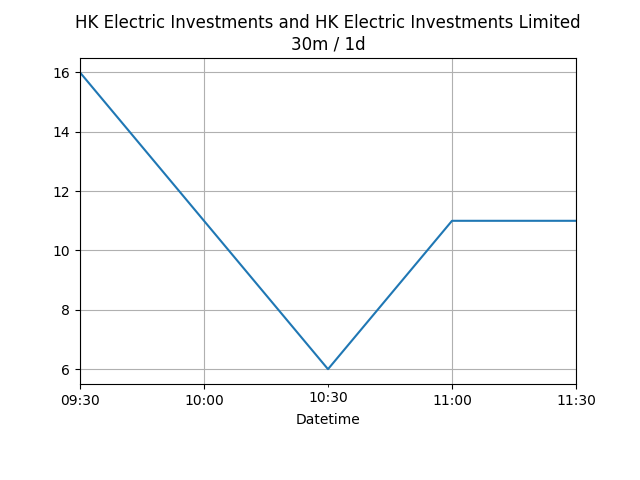 HK Electric Investments and HK Electric Investments Limited
30m / 1d
16
14
12
10
8
6
09:30 10:00 10:30 11:00 11:30
Datetime